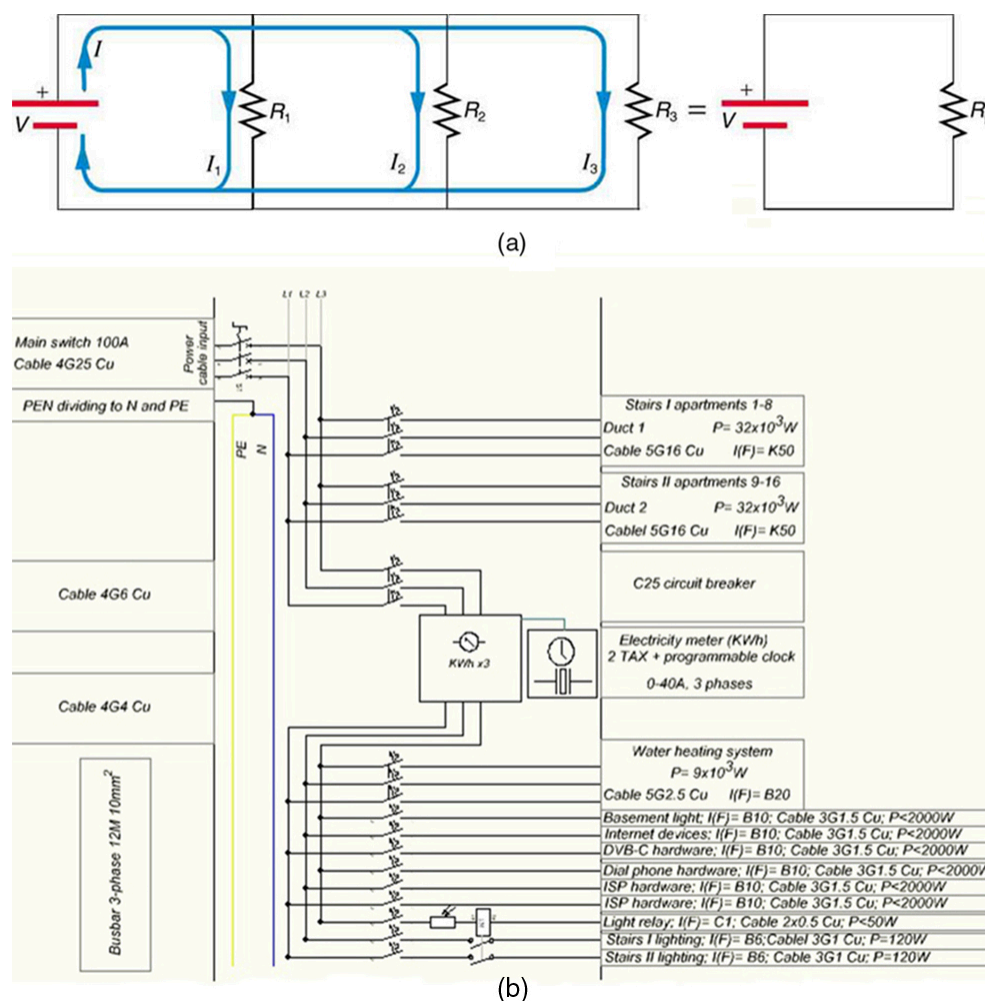 I
+
V
I1
R1
I2
R2
I3
R3
=
+
V
R
(a)
L1 L2 L3
Main switch 100A
Cable 4G25 Cu
Power
cable input
PEN dividing to N and PE
PE
N
Stairs I apartments 1-8
Duct 1 P= 32x10³W
Cable 5G16 Cu I(F)= K50
Stairs II apartments 9-16
Duct 2 P= 32x10³W
Cablel 5G16 Cu I(F)= K50
Cable 4G6 Cu
C25 circuit breaker
KWh x3
Electricity meter (KWh)
2 TAX + programmable clock
0-40A, 3 phases
Cable 4G4 Cu
Busbar 3-phase 12M 10mm²
Water heating system
P= 9x10³W
Cable 5G2.5 Cu I(F)= B20
Basement light; I(F)= B10; Cable 3G1.5 Cu; P<2000W
Internet devices; I(F)= B10; Cable 3G1.5 Cu; P<2000W
DVB-C hardware; I(F)= B10; Cable 3G1.5 Cu; P<2000W
Dial phone hardware; I(F)= B10; Cable 3G1.5 Cu; P<2000W
ISP hardware; I(F)= B10; Cable 3G1.5 Cu; P<2000W
ISP hardware; I(F)= B10; Cable 3G1.5 Cu; P<2000W
Light relay; I(F)= C1; Cable 2x0.5 Cu; P<50W
Stairs I lighting; I(F)= B6;Cablel 3G1 Cu; P=120W
Stairs II lighting; I(F)= B6; Cable 3G1 Cu; P=120W
(b)